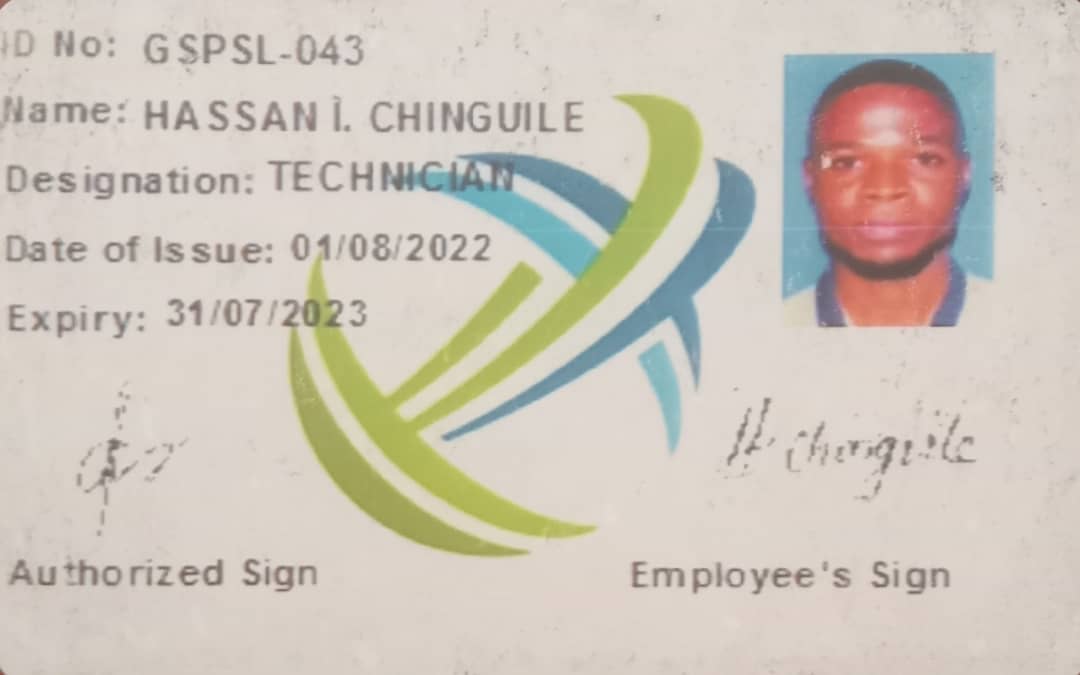 ID No: GSPSL-043
Name: HASSAN I. CHINGUILE
Designation: TECHNICIAN
Date of Issue: 01/08/2022
Expiry: 31/07/2023
H. Chinguile
Authorized Sign
Employee's Sign